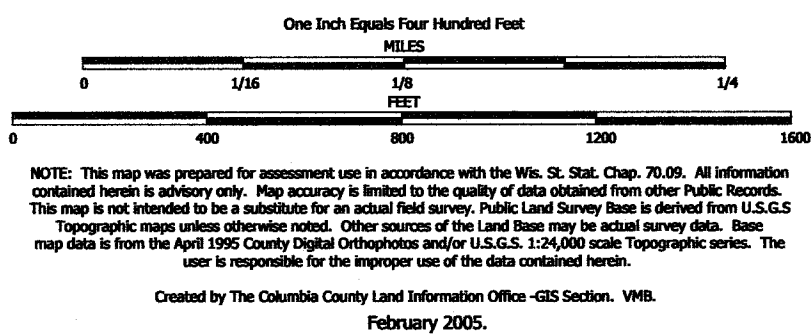 One Inch Equals Four Hundred Feet
MILES
0 1/16 1/8 1/4
FEET
0 400 800 1200 1600
NOTE: This map was prepared for assessment use in accordance with the Wis. St. Stat. Chap. 70.09. All information
contained herein is advisory only. Map accuracy is limited to the quality of data obtained from other Public Records.
This map is not intended to be a substitute for an actual field survey. Public Land Survey Base is derived from U.S.G.S
Topographic maps unless otherwise noted. Other sources of the Land Base may be actual survey data. Base
map data is from the April 1995 County Digital Orthophotos and/or U.S.G.S. 1:24,000 scale Topographic series. The
user is responsible for the improper use of the data contained herein.
Created by The Columbia County Land Information Office -GIS Section. VMB.
February 2005.